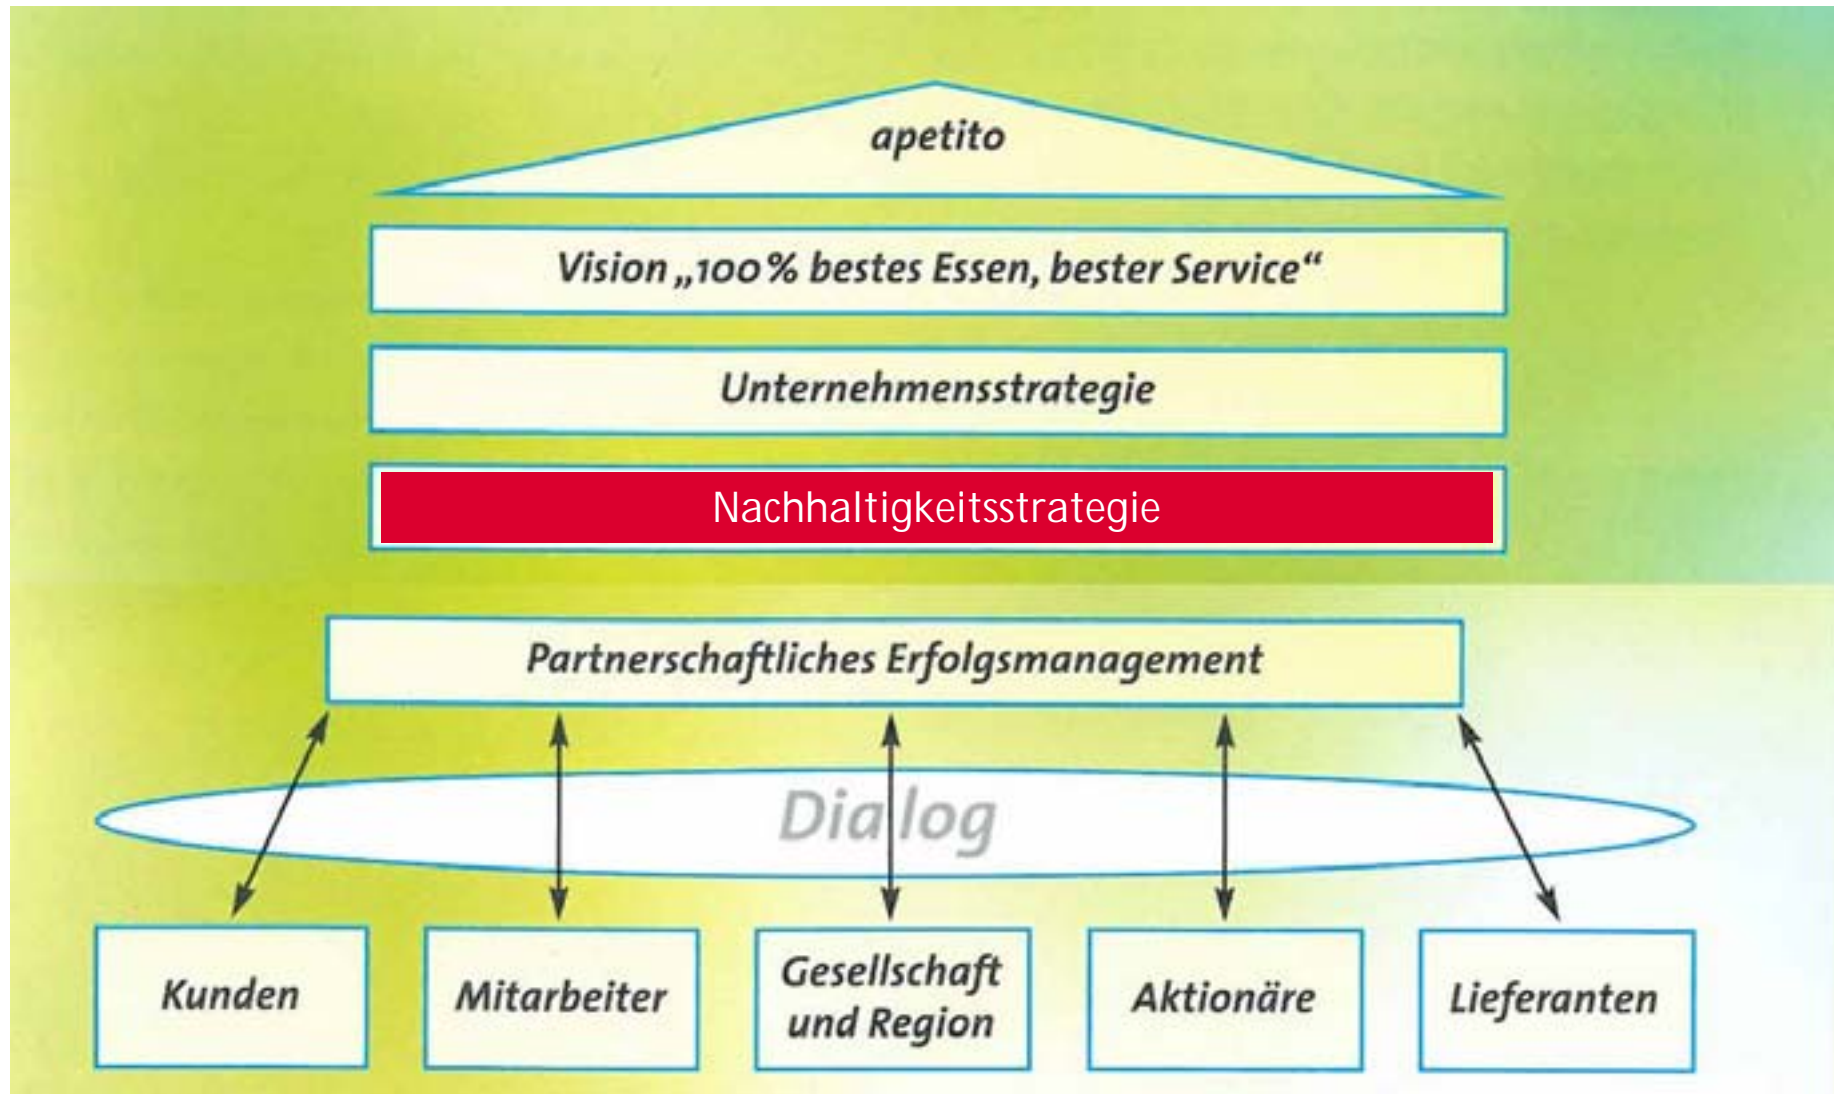 apetito
Vision „100% bestes Essen, bester Service“
Unternehmensstrategie
Nachhaltigkeitsstrategie
Partnerschaftliches Erfolgsmanagement
Dialog
Kunden
Mitarbeiter
Gesellschaft
und Region
Aktionäre
Lieferanten